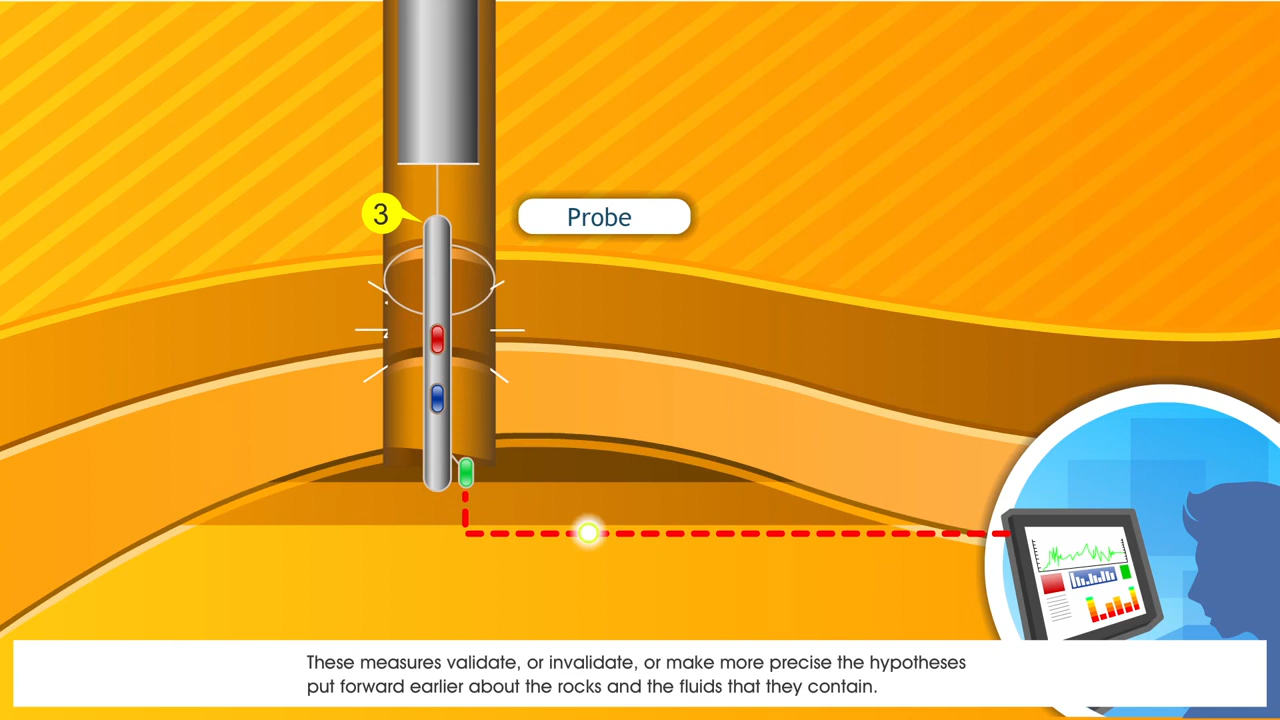 3
Probe
These measures validate, or invalidate, or make more precise the hypotheses
put forward earlier about the rocks and the fluids that they contain.